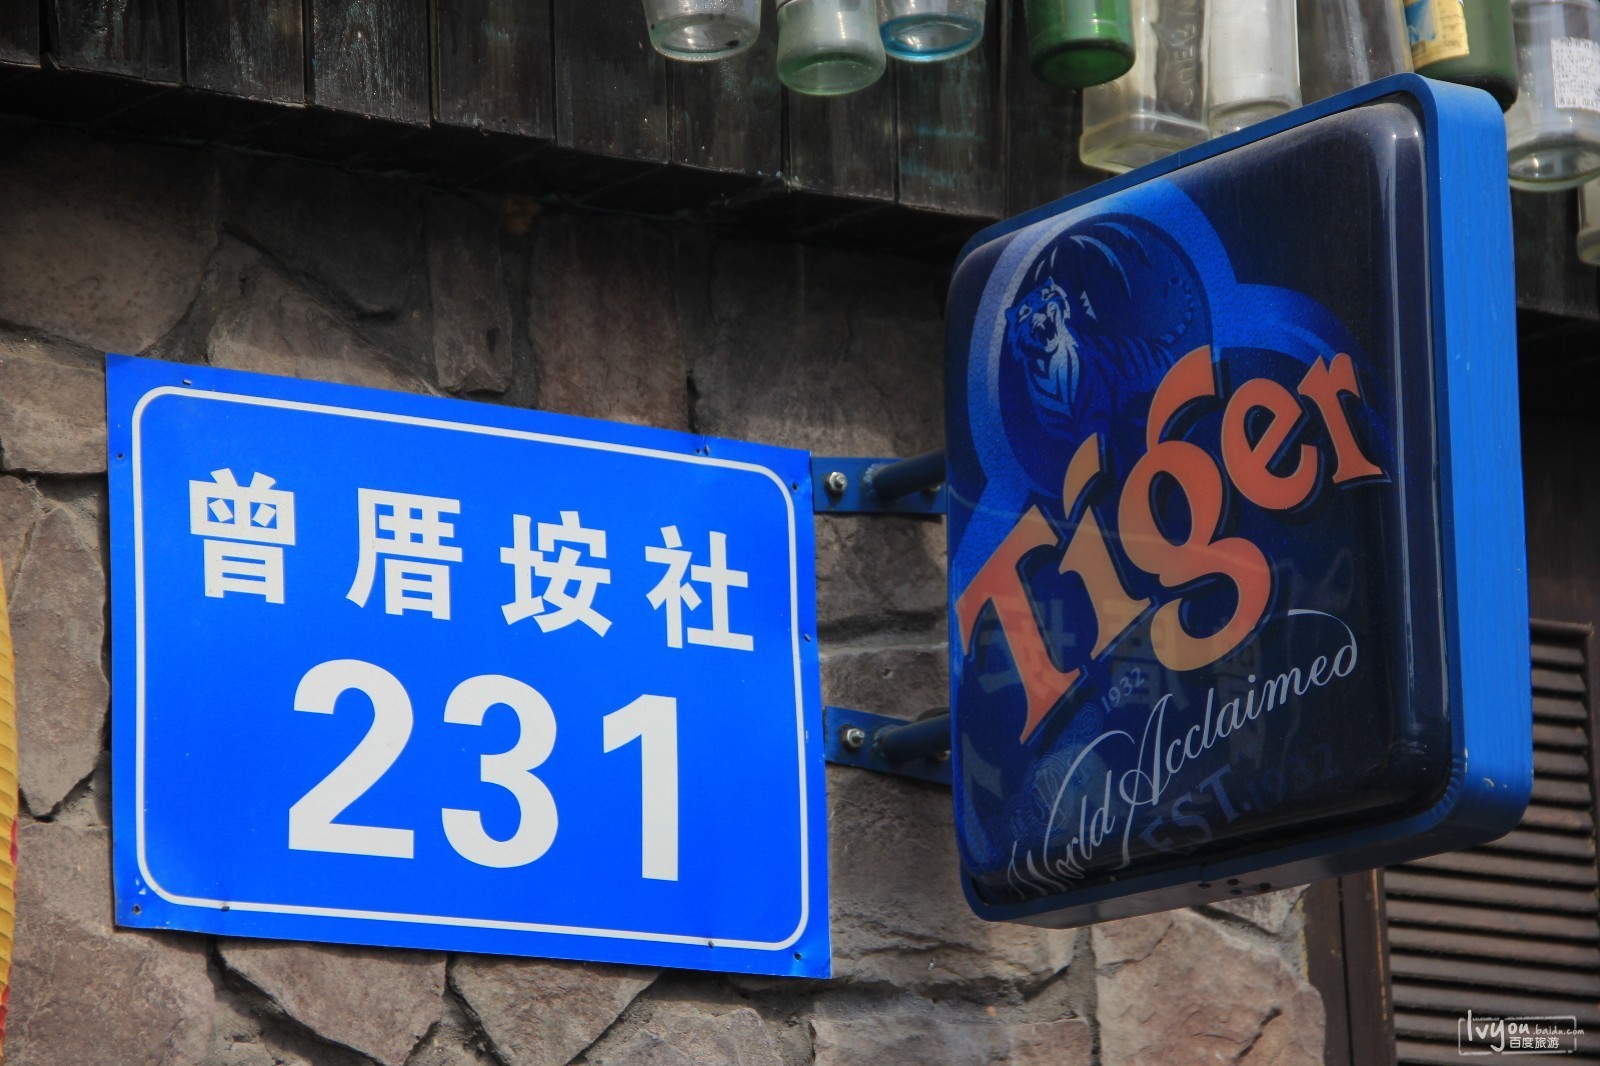 曾厝垵社
231
Tiger
1932
World Acclaimed
EST.1932
lvyou.baidu.com
百度旅游